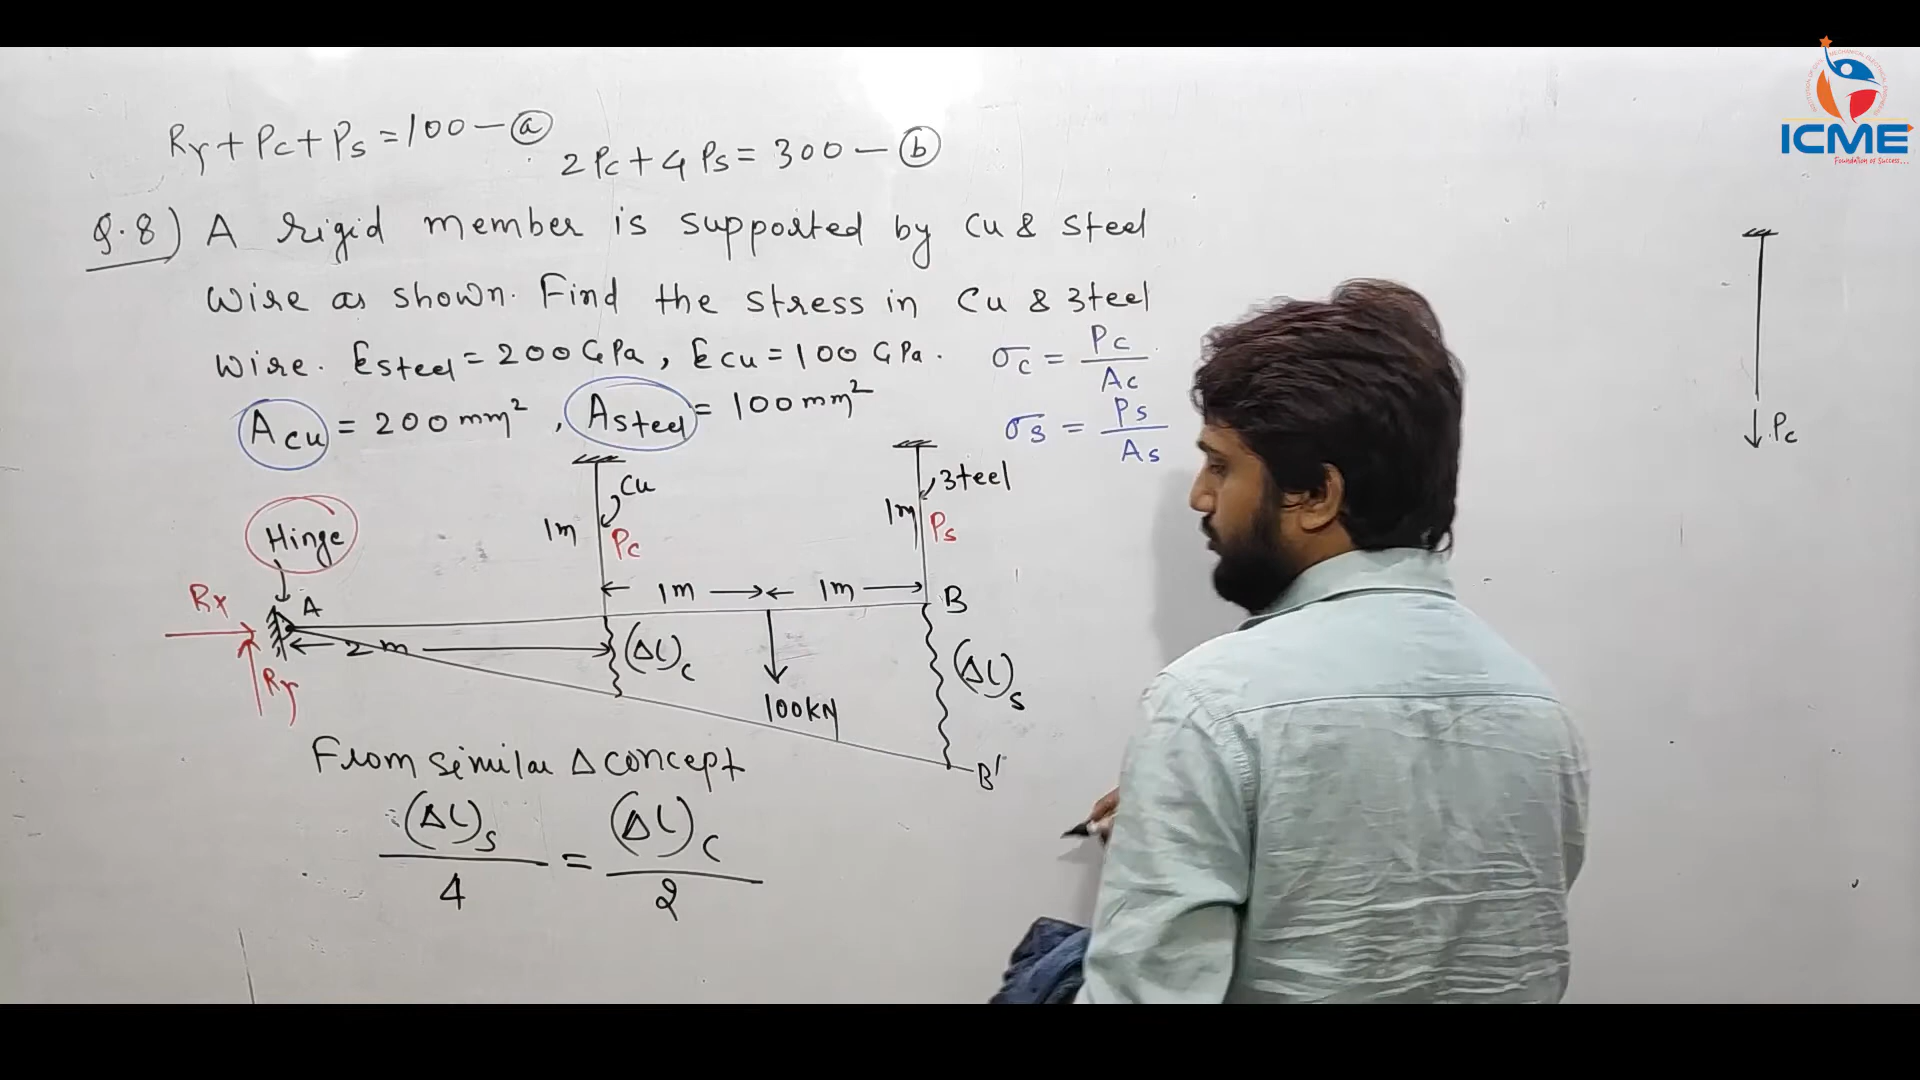 Ry + Pc + Ps = 100 — (a)
2Pc + 4Ps = 300 — (b)
Q.8) A rigid member is supported by Cu & Steel
wire as shown. Find the stress in Cu & Steel
wire. Esteel = 200 GPa, Ecu = 100 GPa.
σc = Pc / Ac
Acu = 200 mm², Asteel = 100 mm²
σs = Ps / As
Pc
Cu
Steel
1m
Pc
1m
Ps
Hinge
Rx
A
1m
1m
B
2m
(Δl)c
(Δl)s
Ry
100KN
From similar Δ concept
B'
(Δl)s / 4 = (Δl)c / 2
ICME
Foundation of Success...